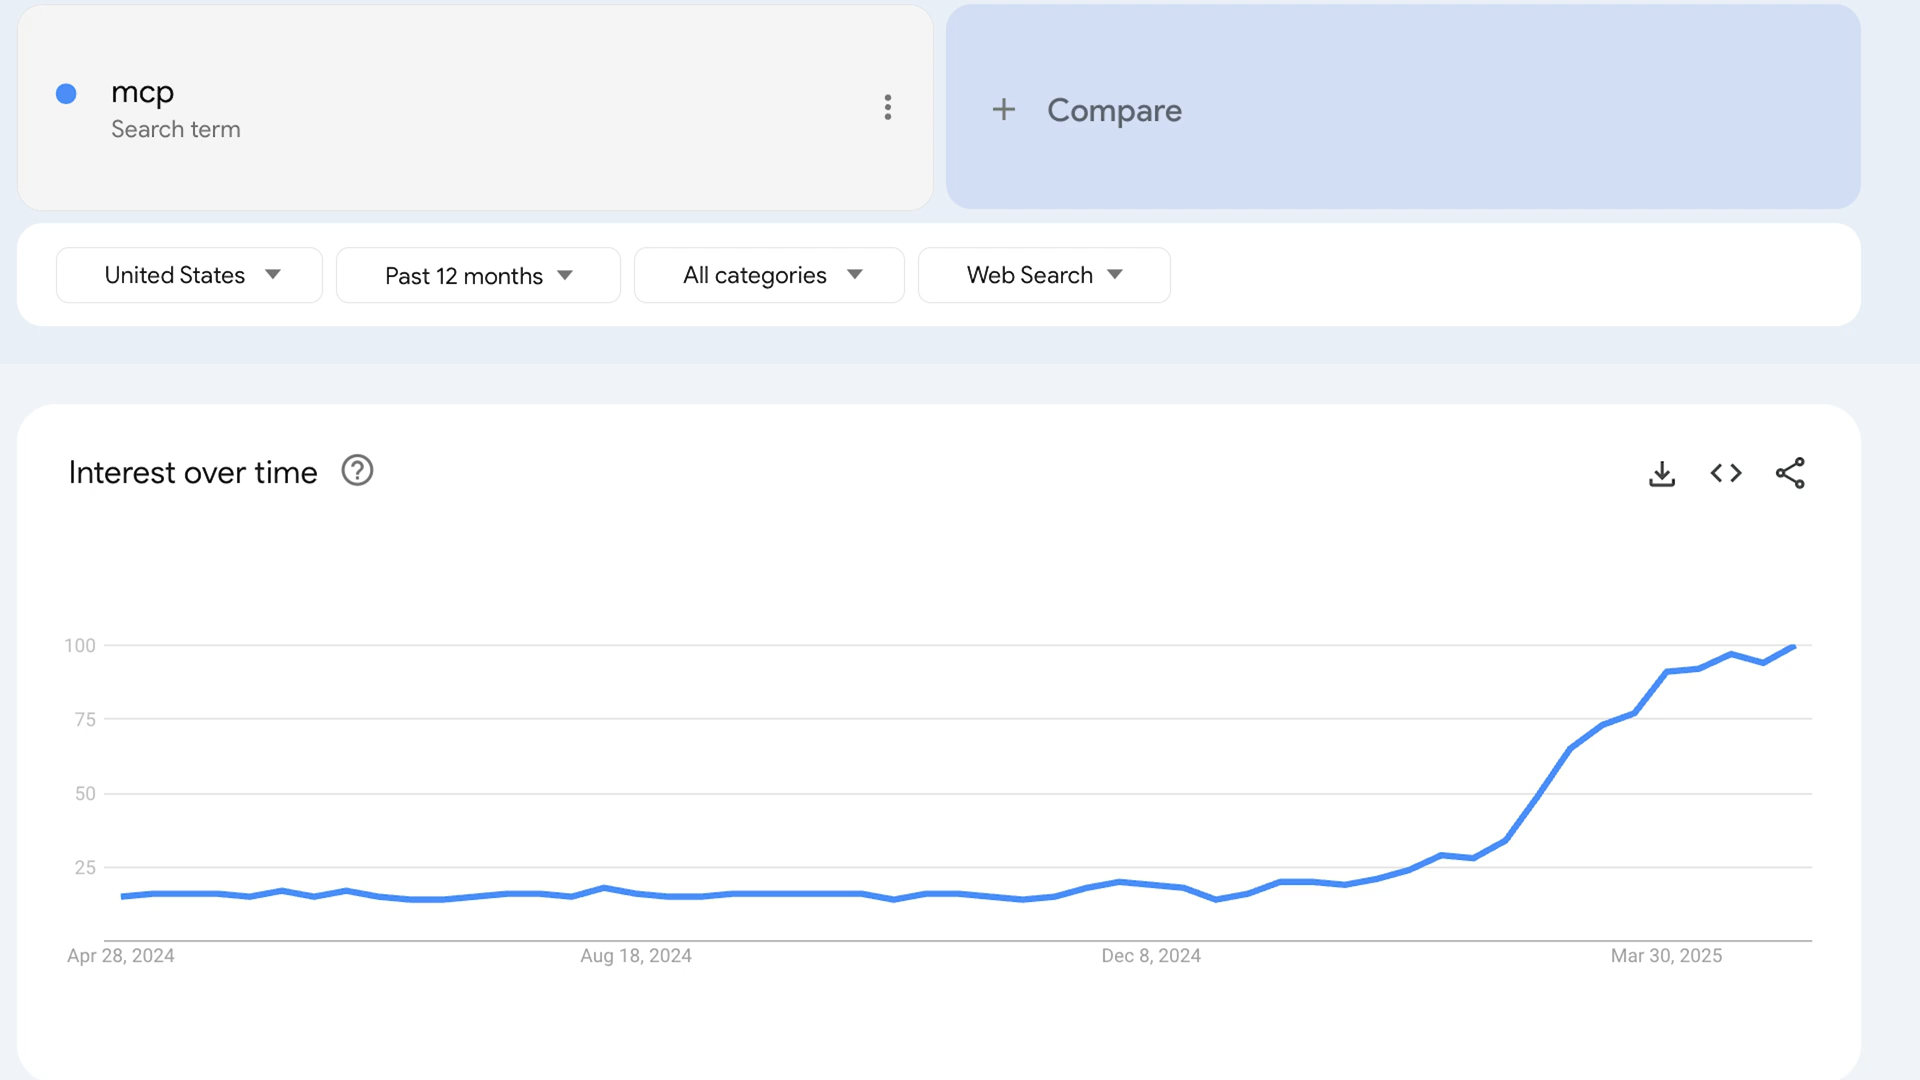 mcp
Search term
+ Compare
United States
Past 12 months
All categories
Web Search
Interest over time
100
75
50
25
Apr 28, 2024
Aug 18, 2024
Dec 8, 2024
Mar 30, 2025